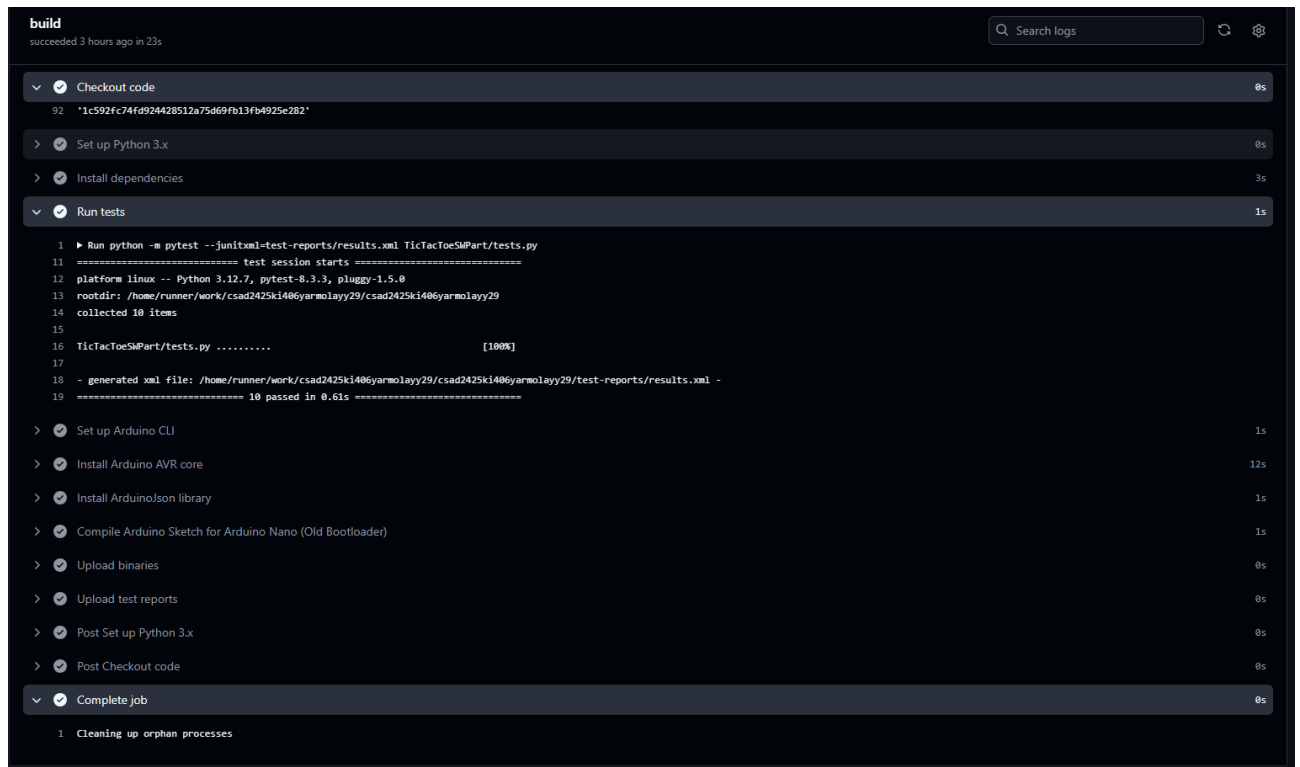 build
succeeded 3 hours ago in 23s
Search logs
Checkout code 0s
92 '1c592fc74fd924428512a75d69fb13fb4925e282'
Set up Python 3.x 0s
Install dependencies 3s
Run tests 1s
1 Run python -m pytest --junitxml=test-reports/results.xml TicTacToeSWPart/tests.py
11 ============================= test session starts ==============================
12 platform linux -- Python 3.12.7, pytest-8.3.3, pluggy-1.5.0
13 rootdir: /home/runner/work/csad2425ki406yarmolayy29/csad2425ki406yarmolayy29
14 collected 10 items
15
16 TicTacToeSWPart/tests.py .......... [100%]
17
18 - generated xml file: /home/runner/work/csad2425ki406yarmolayy29/csad2425ki406yarmolayy29/test-reports/results.xml -
19 ============================== 10 passed in 0.61s ==============================
Set up Arduino CLI 1s
Install Arduino AVR core 12s
Install ArduinoJson library 1s
Compile Arduino Sketch for Arduino Nano (Old Bootloader) 1s
Upload binaries 0s
Upload test reports 0s
Post Set up Python 3.x 0s
Post Checkout code 0s
Complete job 0s
1 Cleaning up orphan processes